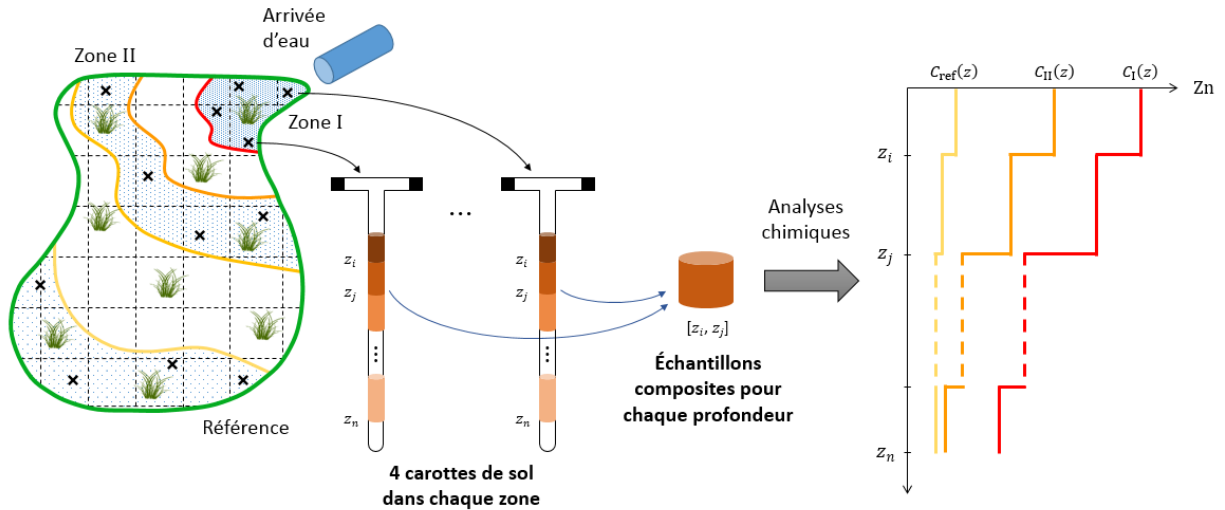 Arrivée
d'eau
Zone II
Zone I
Référence
z_i
z_j
z_n
...
z_i
z_j
z_n
4 carottes de sol
dans chaque zone
[z_i, z_j]
Échantillons
composites pour
chaque profondeur
Analyses
chimiques
C_ref(z) C_II(z) C_I(z)
Zn
z_i
z_j
z_n